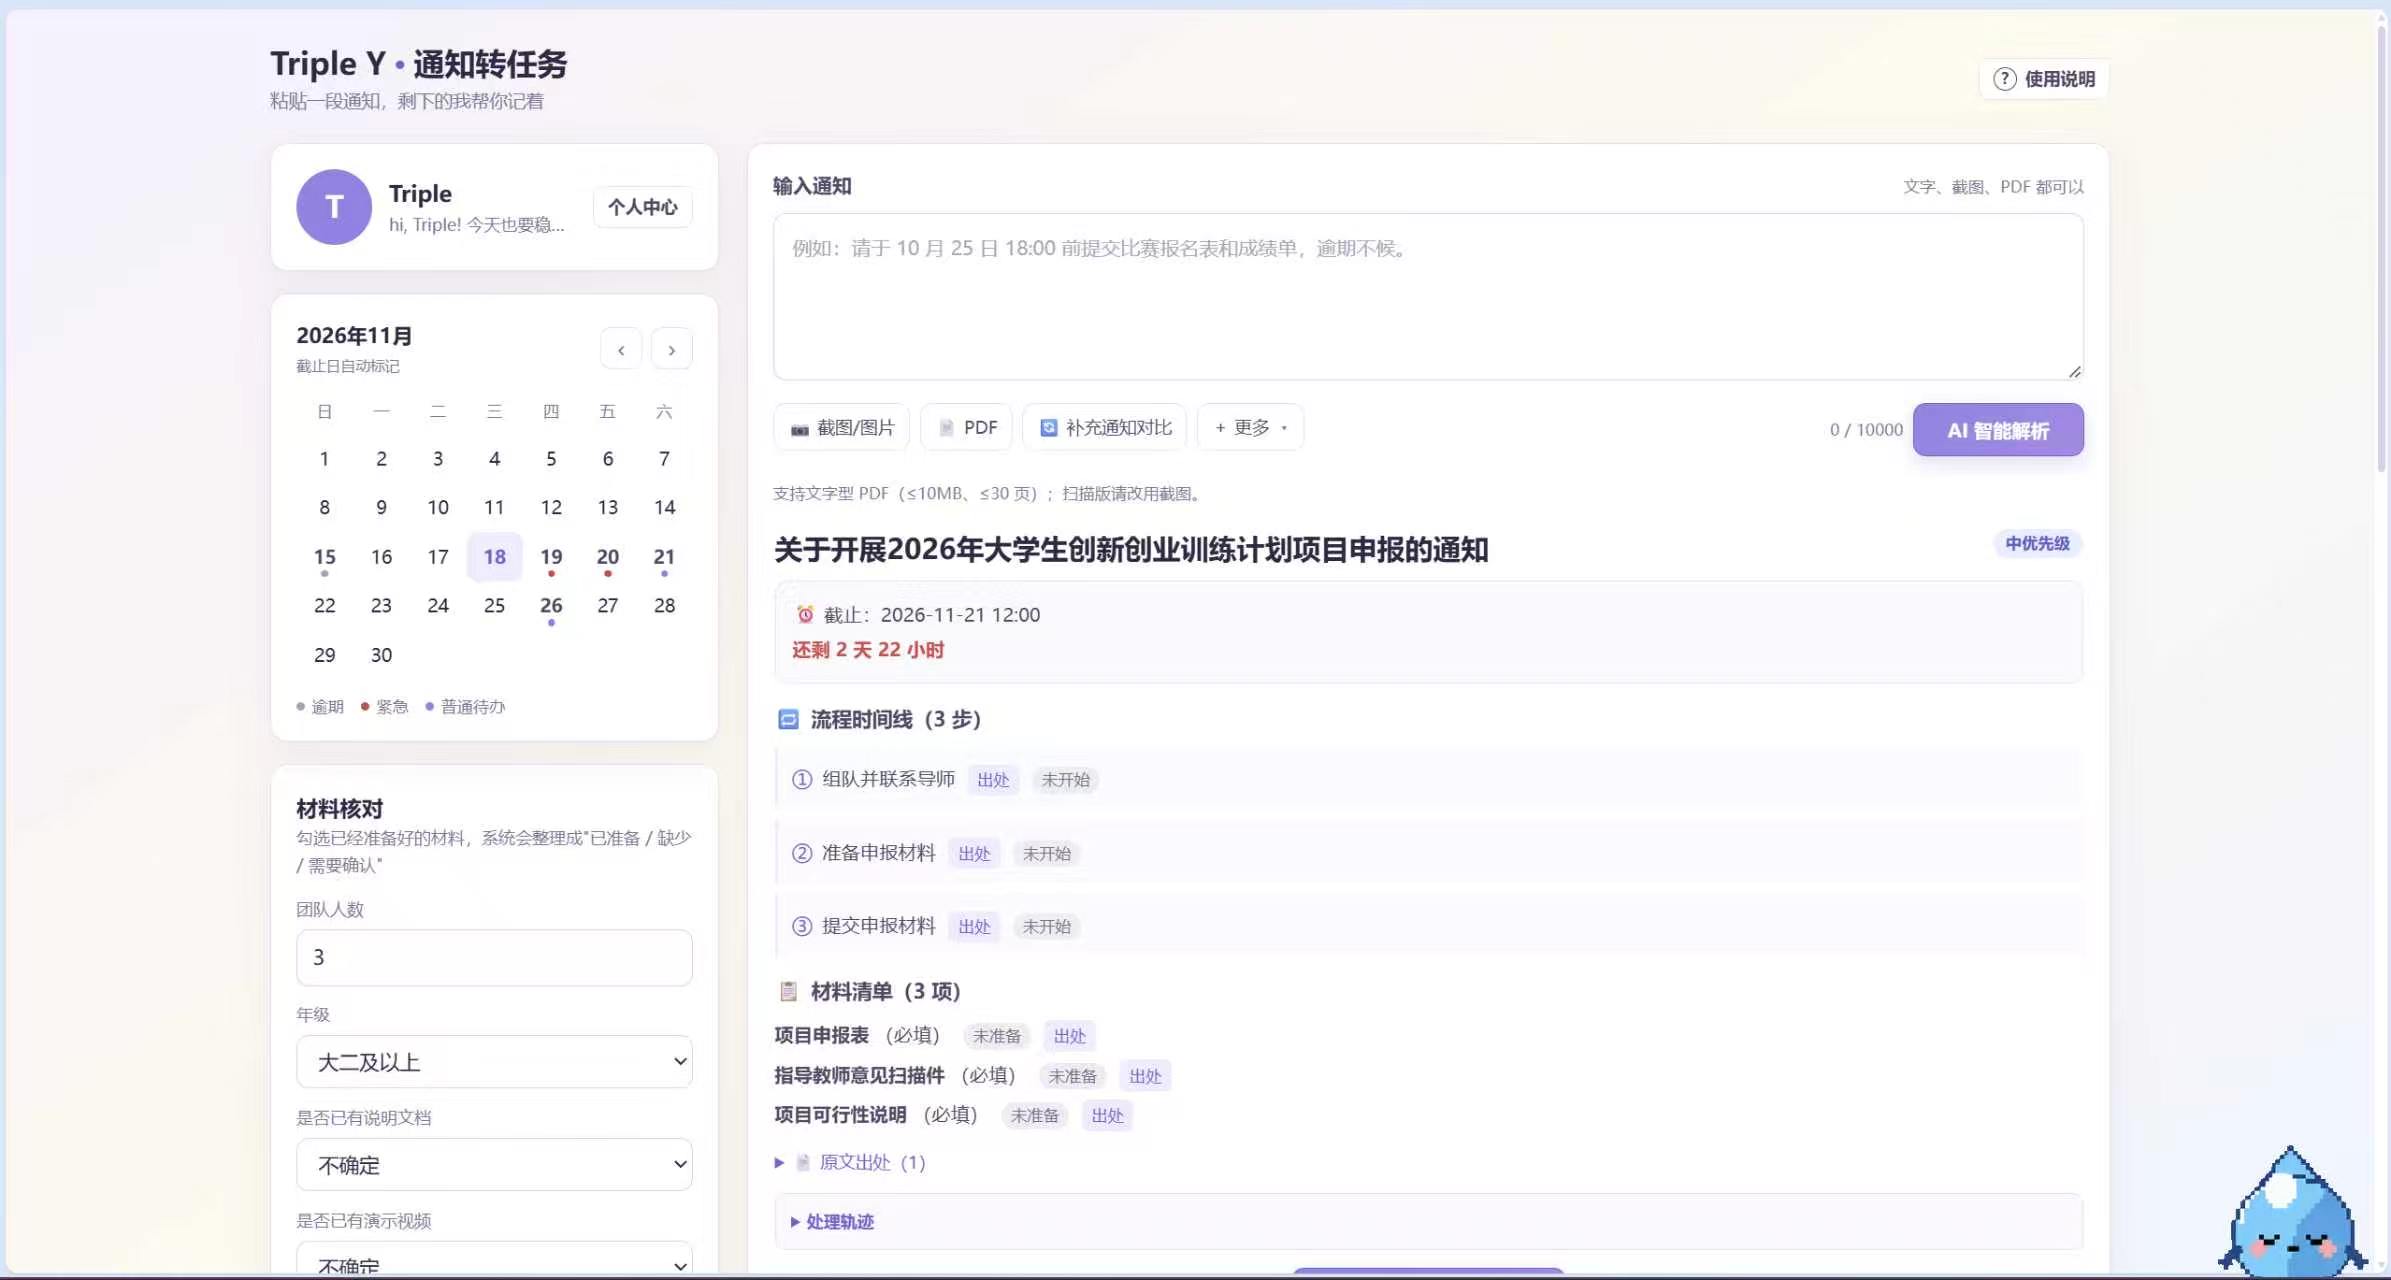 Triple Y • 通知转任务
粘贴一段通知，剩下的我帮你记着
? 使用说明
T
Triple
hi, Triple! 今天也要稳...
个人中心
2026年11月
截止日自动标记
‹ ›
日 一 二 三 四 五 六
1 2 3 4 5 6 7
8 9 10 11 12 13 14
15 16 17 18 19 20 21
22 23 24 25 26 27 28
29 30
逾期 紧急 普通待办
材料核对
勾选已经准备好的材料，系统会整理成"已准备 / 缺少
/ 需要确认"
团队人数
3
年级
大二及以上
是否已有说明文档
不确定
是否已有演示视频
不确定
输入通知
文字、截图、PDF 都可以
例如：请于 10 月 25 日 18:00 前提交比赛报名表和成绩单，逾期不候。
截图/图片 PDF 补充通知对比 + 更多
0 / 10000
AI 智能解析
支持文字型 PDF（≤10MB、≤30 页）；扫描版请改用截图。
关于开展2026年大学生创新创业训练计划项目申报的通知
中优先级
截止：2026-11-21 12:00
还剩 2 天 22 小时
流程时间线（3 步）
① 组队并联系导师 出处 未开始
② 准备申报材料 出处 未开始
③ 提交申报材料 出处 未开始
材料清单（3 项）
项目申报表 （必填） 未准备 出处
指导教师意见扫描件 （必填） 未准备 出处
项目可行性说明 （必填） 未准备 出处
原文出处（1）
处理轨迹